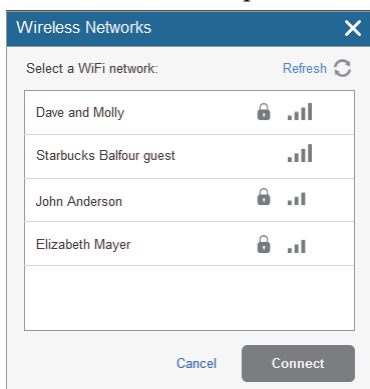 Wireless Networks
Select a WiFi network:
Refresh
Dave and Molly
Starbucks Balfour guest
John Anderson
Elizabeth Mayer
Cancel
Connect